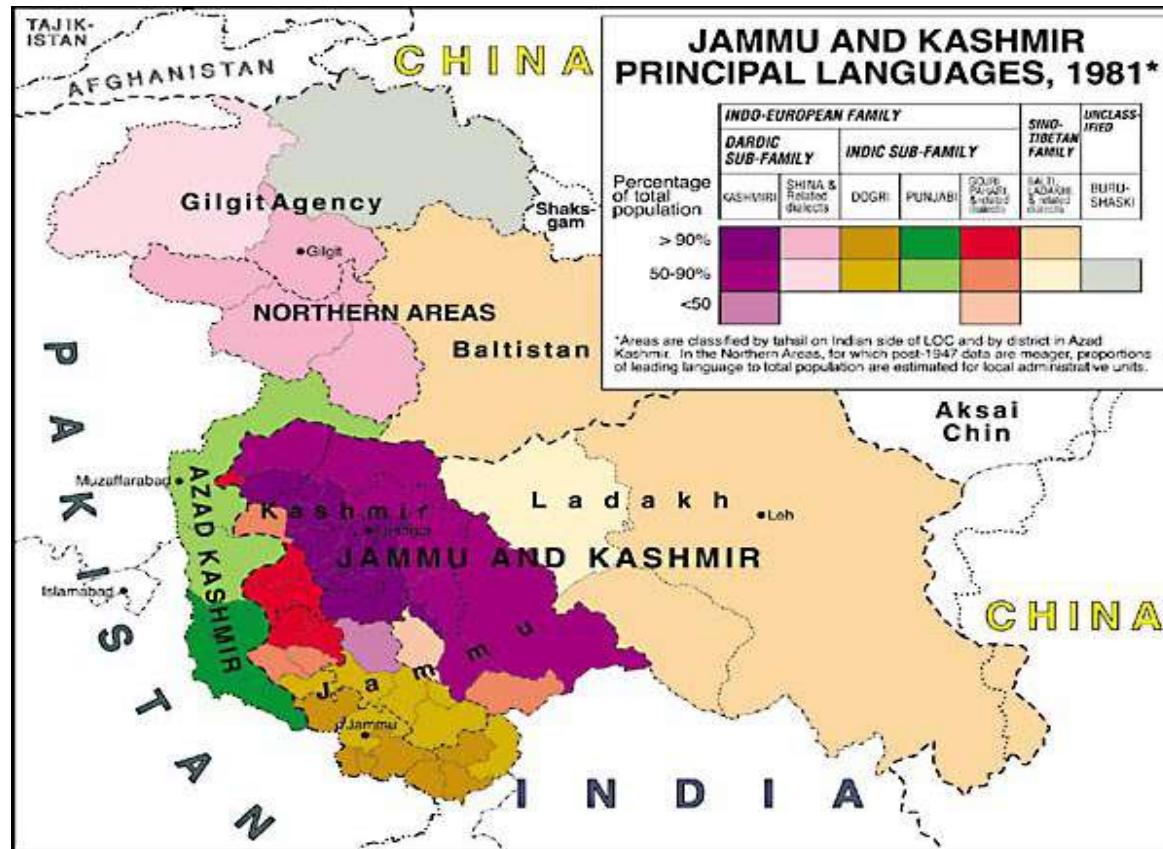 TAJIK-
ISTAN
AFGHANISTAN
CHINA
JAMMU AND KASHMIR
PRINCIPAL LANGUAGES, 1981*
INDO-EUROPEAN FAMILY
SINO-
TIBETAN
FAMILY
UNCLASS-
IFIED
DARDIC
SUB-FAMILY
INDIC SUB-FAMILY
Percentage
of total
population
KASHMIRI
SHINA &
Related
dialects
DOGRI
PUNJABI
GOJRI,
PAHARI,
& related
dialects
BALTI,
LADAKHI,
& related
dialects
BURU-
SHASKI
> 90%
50-90%
<50
*Areas are classified by tahsil on Indian side of LOC and by district in Azad
Kashmir. In the Northern Areas, for which post-1947 data are meager, proportions
of leading language to total population are estimated for local administrative units.
Gilgit Agency
Shaks-
gam
Gilgit
NORTHERN AREAS
Baltistan
PAKISTAN
Aksai
Chin
Muzaffarabad
AZAD KASHMIR
Kashmir
Ladakh
Leh
JAMMU AND KASHMIR
Islamabad
CHINA
Jammu
Jammu
INDIA